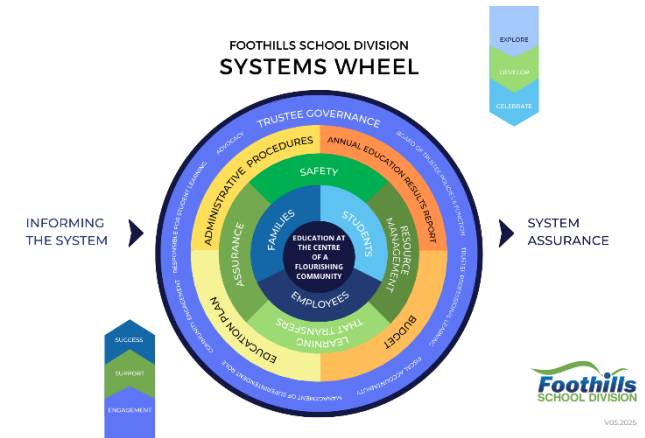 FOOTHILLS SCHOOL DIVISION
SYSTEMS WHEEL
EXPLORE
DEVELOP
CELEBRATE
TRUSTEE GOVERNANCE
BOARD OF TRUSTEE POLICIES & FUNCTION
TRUSTEE PROFESSIONAL LEARNING
FISCAL ACCOUNTABILITY
MANAGEMENT OF SUPERINTENDENT ROLE
COMMUNITY ENGAGEMENT
RESPONSIBLE FOR STUDENT LEARNING
ADVOCACY
ADMINISTRATIVE PROCEDURES
ANNUAL EDUCATION RESULTS REPORT
BUDGET
EDUCATION PLAN
SAFETY
RESOURCE
MANAGEMENT
LEARNING
THAT TRANSFERS
ASSURANCE
FAMILIES
STUDENTS
EMPLOYEES
EDUCATION AT
THE CENTRE
OF A
FLOURISHING
COMMUNITY
INFORMING
THE SYSTEM
SYSTEM
ASSURANCE
SUCCESS
SUPPORT
ENGAGEMENT
Foothills
SCHOOL DIVISION
V05.2025